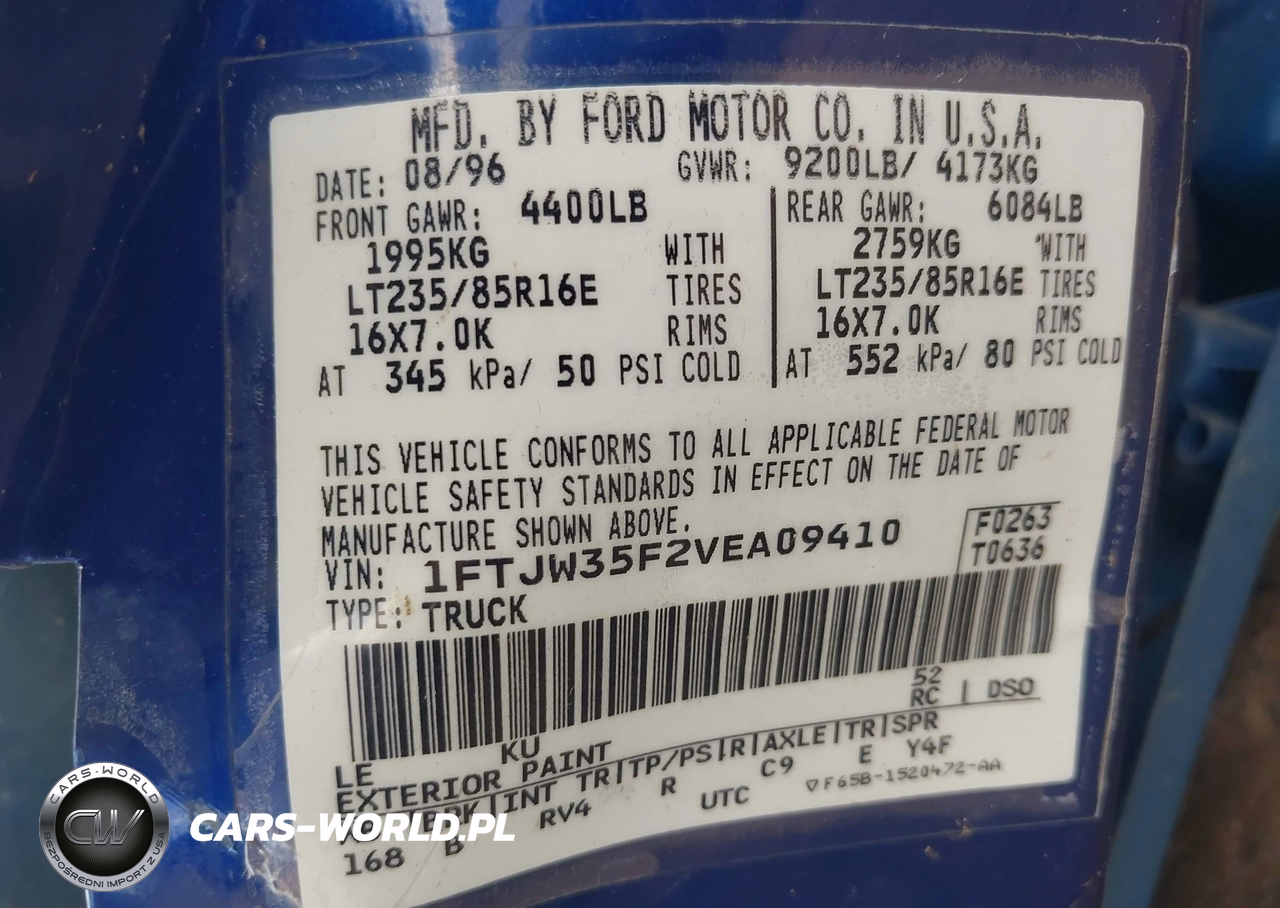 MFD. BY FORD MOTOR CO. IN U.S.A.
DATE: 08/96 GVWR: 9200LB/ 4173KG
FRONT GAWR: 4400LB
1995KG WITH
LT235/85R16E TIRES
16X7.0K RIMS
AT 345 kPa/ 50 PSI COLD
REAR GAWR: 6084LB
2759KG WITH
LT235/85R16E TIRES
16X7.0K RIMS
AT 552 kPa/ 80 PSI COLD
THIS VEHICLE CONFORMS TO ALL APPLICABLE FEDERAL MOTOR
VEHICLE SAFETY STANDARDS IN EFFECT ON THE DATE OF
MANUFACTURE SHOWN ABOVE.
VIN: 1FTJW35F2VEA09410
F0263
T0636
TYPE: TRUCK
52
LE KU RC | DSO
EXTERIOR PAINT
BRK|INT TR|TP/PS|R|AXLE|TR|SPR
168 B RV4 R C9 E Y4F
UTC ▽F65B-1520472-AA
CARS-WORLD
CW
BEZPOŚREDNI IMPORT Z USA
CARS-WORLD.PL